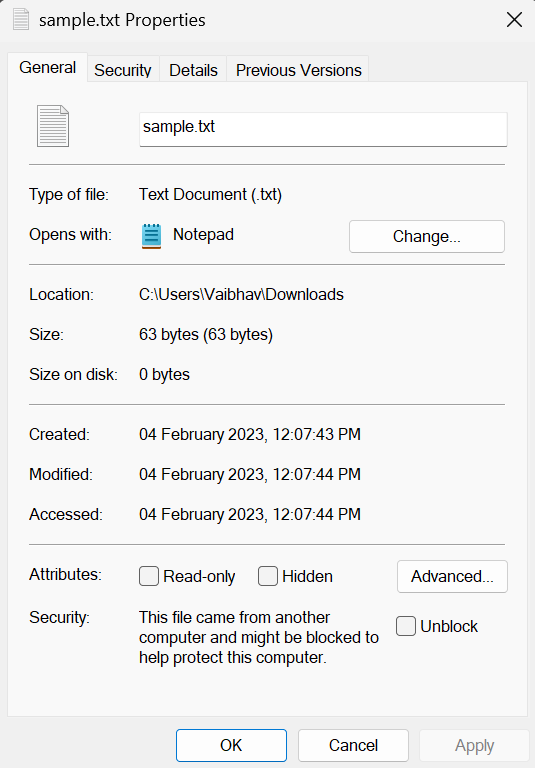 sample.txt Properties
General Security Details Previous Versions
sample.txt
Type of file: Text Document (.txt)
Opens with: Notepad Change...
Location: C:\Users\Vaibhav\Downloads
Size: 63 bytes (63 bytes)
Size on disk: 0 bytes
Created: 04 February 2023, 12:07:43 PM
Modified: 04 February 2023, 12:07:44 PM
Accessed: 04 February 2023, 12:07:44 PM
Attributes: Read-only Hidden Advanced...
Security: This file came from another
computer and might be blocked to
help protect this computer.
Unblock
OK Cancel Apply